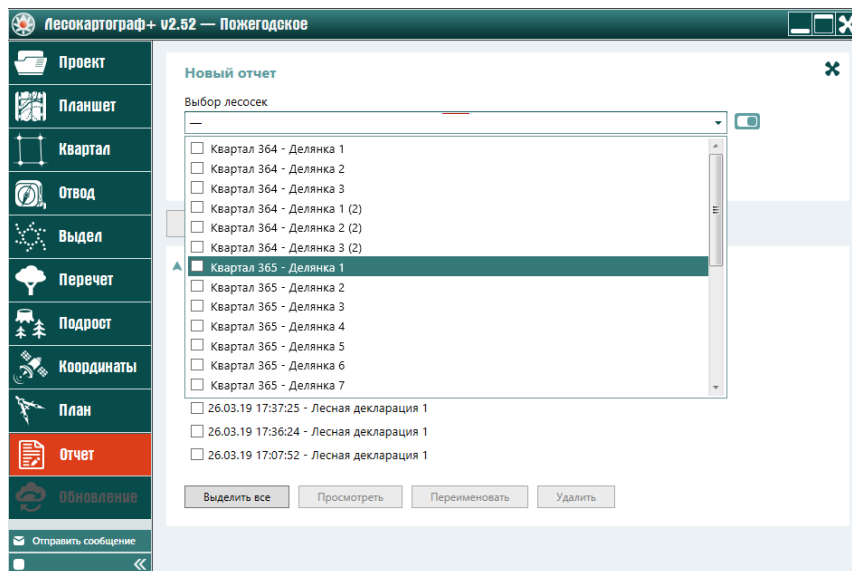 Лесокартограф+ v2.52 — Пожегодское
Проект
Планшет
Квартал
Отвод
Выдел
Перечет
Подрост
Координаты
План
Отчет
Обновление
Отправить сообщение
Новый отчет
Выбор лесосек
—
Квартал 364 - Делянка 1
Квартал 364 - Делянка 2
Квартал 364 - Делянка 3
Квартал 364 - Делянка 1 (2)
Квартал 364 - Делянка 2 (2)
Квартал 364 - Делянка 3 (2)
Квартал 365 - Делянка 1
Квартал 365 - Делянка 2
Квартал 365 - Делянка 3
Квартал 365 - Делянка 4
Квартал 365 - Делянка 5
Квартал 365 - Делянка 6
Квартал 365 - Делянка 7
26.03.19 17:37:25 - Лесная декларация 1
26.03.19 17:36:24 - Лесная декларация 1
26.03.19 17:07:52 - Лесная декларация 1
Выделить все
Просмотреть
Переименовать
Удалить